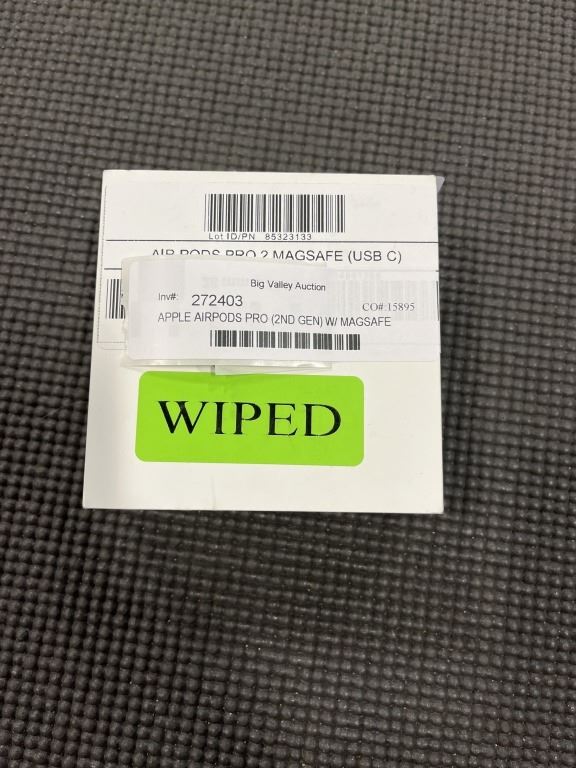 Lot ID/PN 85323133
AIR PODS PRO 2 MAGSAFE (USB C)
Big Valley Auction
Inv#: 272403
CO#:15895
APPLE AIRPODS PRO (2ND GEN) W/ MAGSAFE
WIPED